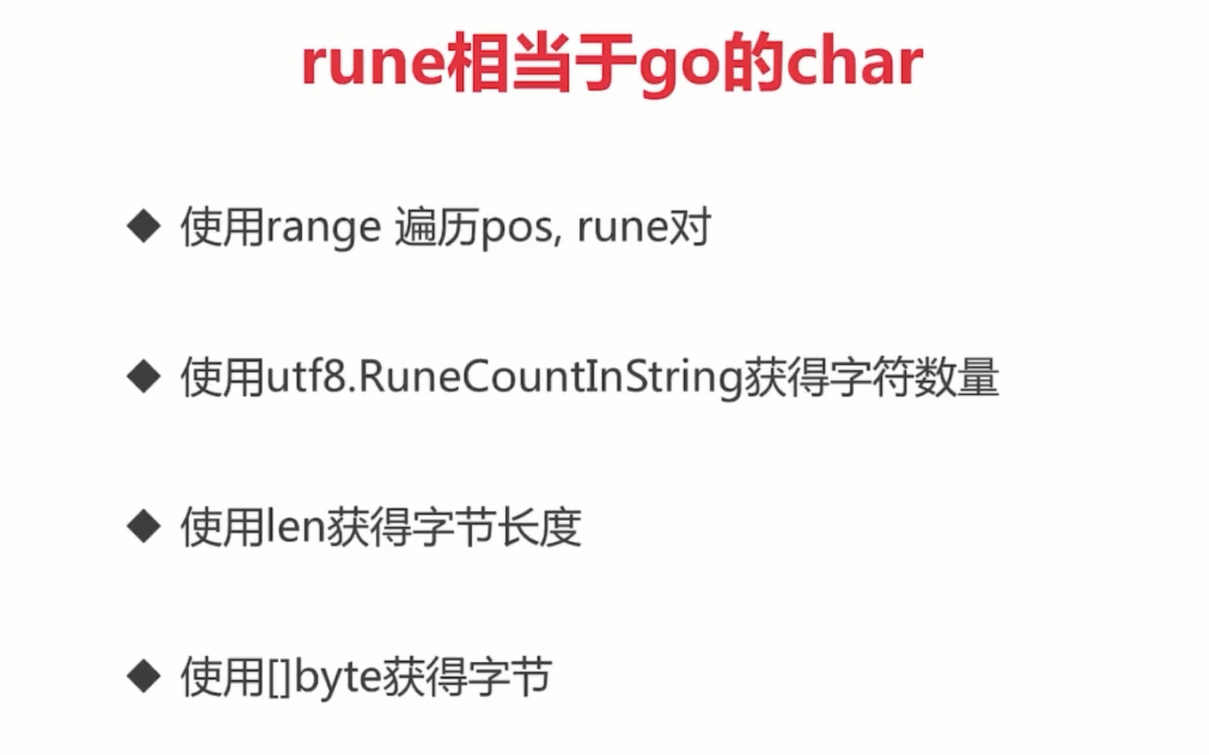 rune相当于go的char
◆ 使用range 遍历pos, rune对
◆ 使用utf8.RuneCountInString获得字符数量
◆ 使用len获得字节长度
◆ 使用[]byte获得字节